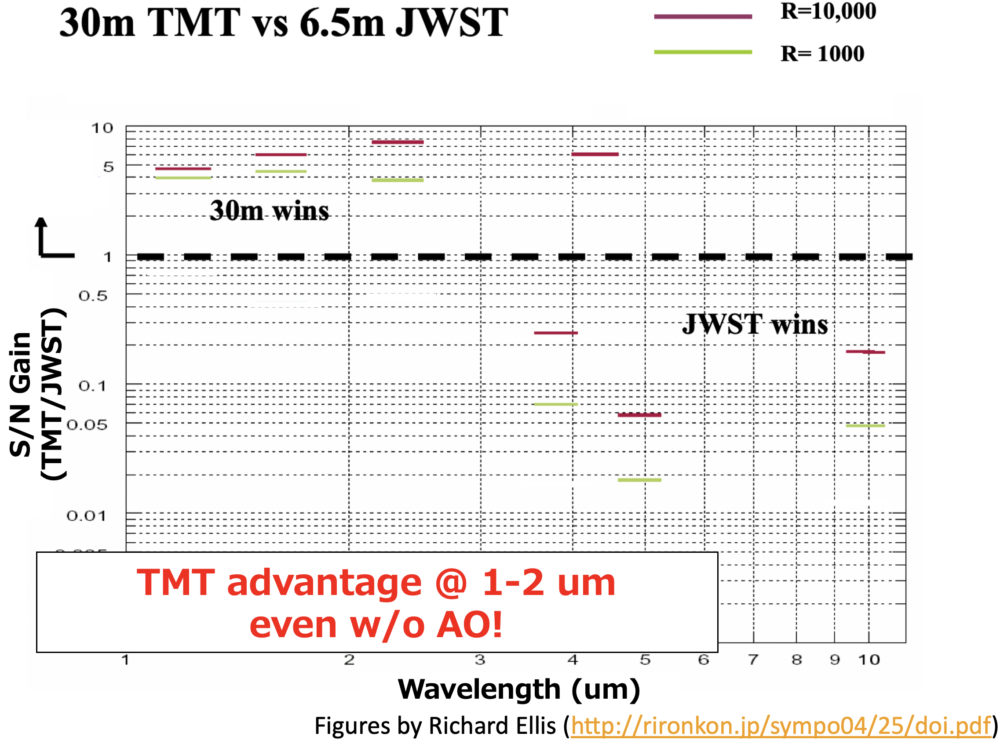 30m TMT vs 6.5m JWST
R=10,000
R= 1000
10
5
1
0.5
0.1
0.05
0.01
30m wins
JWST wins
S/N Gain
(TMT/JWST)
TMT advantage @ 1-2 um
even w/o AO!
1 2 3 4 5 6 7 8 9 10
Wavelength (um)
Figures by Richard Ellis (http://rironkon.jp/sympo04/25/doi.pdf)